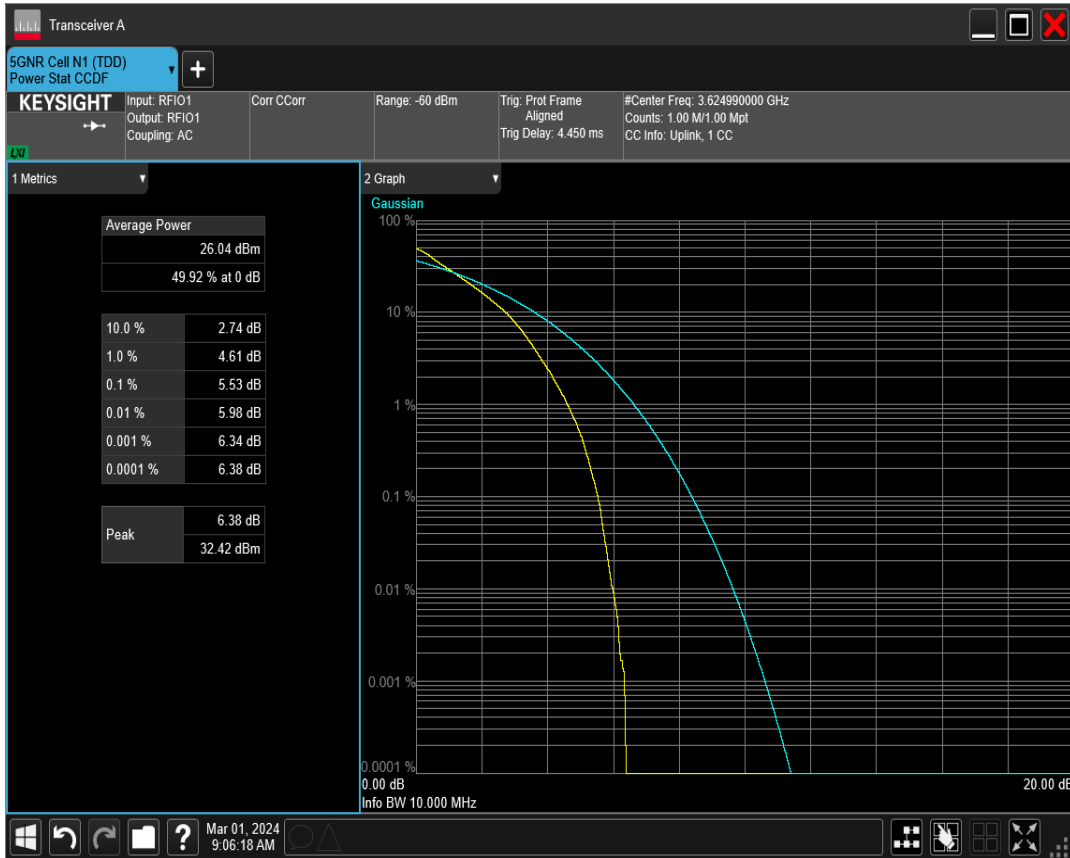 Transceiver A
5GNR Cell N1 (TDD)
Power Stat CCDF
+
KEYSIGHT
LXI
Input: RFIO1
Output: RFIO1
Coupling: AC
Corr CCorr
Range: -60 dBm
Trig: Prot Frame
Aligned
Trig Delay: 4.450 ms
#Center Freq: 3.624990000 GHz
Counts: 1.00 M/1.00 Mpt
CC Info: Uplink, 1 CC
1 Metrics
Average Power
26.04 dBm
49.92 % at 0 dB
10.0 % 2.74 dB
1.0 % 4.61 dB
0.1 % 5.53 dB
0.01 % 5.98 dB
0.001 % 6.34 dB
0.0001 % 6.38 dB
Peak 6.38 dB
32.42 dBm
2 Graph
Gaussian
100 %
10 %
1 %
0.1 %
0.01 %
0.001 %
0.0001 %
0.00 dB 20.00 dB
Info BW 10.000 MHz
?
Mar 01, 2024
9:06:18 AM